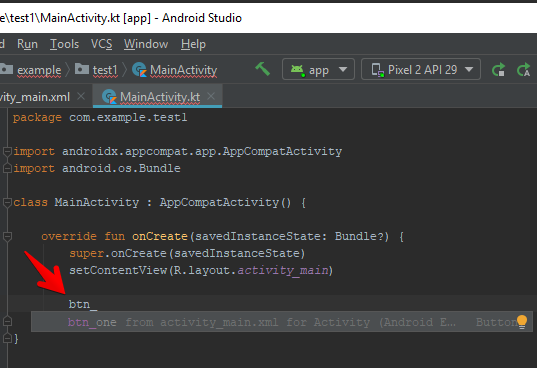 e\test1\MainActivity.kt [app] - Android Studio
d Run Tools VCS Window Help
example test1 MainActivity app Pixel 2 API 29
vity_main.xml MainActivity.kt
package com.example.test1
import androidx.appcompat.app.AppCompatActivity
import android.os.Bundle
class MainActivity : AppCompatActivity() {
override fun onCreate(savedInstanceState: Bundle?) {
super.onCreate(savedInstanceState)
setContentView(R.layout.activity_main)
btn_
btn_one from activity_main.xml for Activity (Android E... Button
}